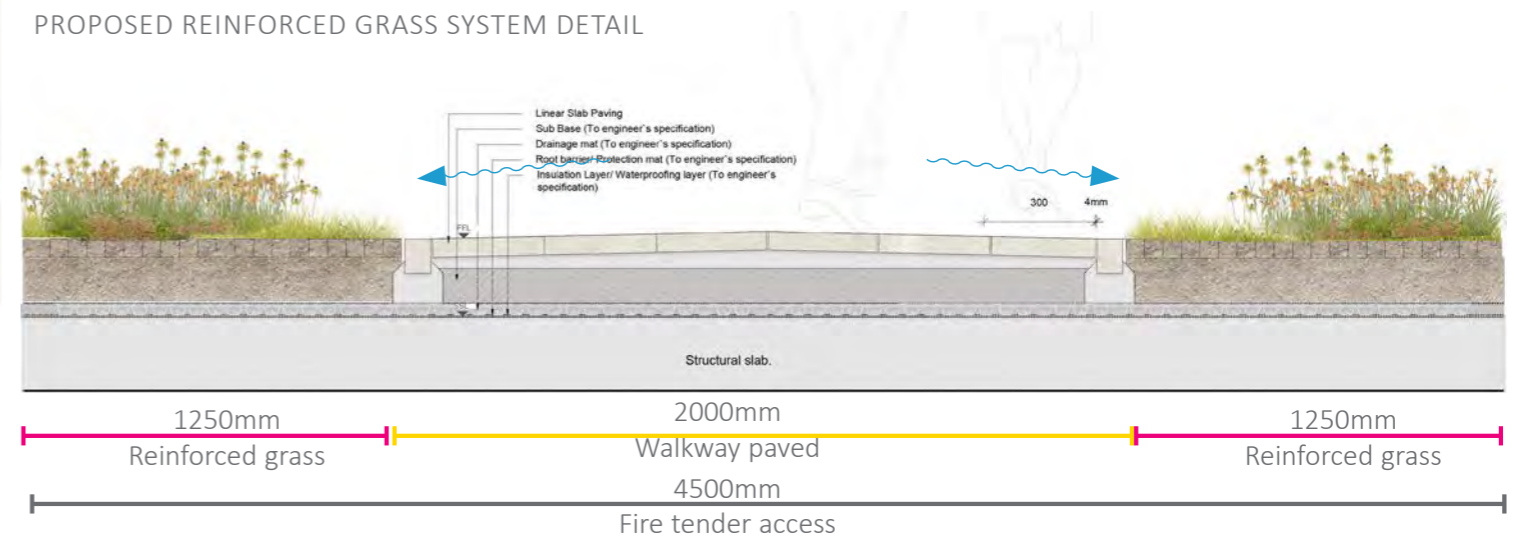 PROPOSED REINFORCED GRASS SYSTEM DETAIL
Linear Slab Paving
Sub Base (To engineer's specification)
Drainage mat (To engineer's specification)
Root barrier/ Protection mat (To engineer's specification)
Insulation Layer/ Waterproofing layer (To engineer's
specification)
300
4mm
FFL
Structural slab.
1250mm
Reinforced grass
2000mm
Walkway paved
1250mm
Reinforced grass
4500mm
Fire tender access